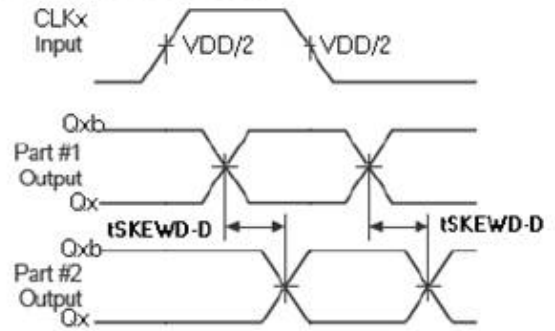 CLKx
Input
VDD/2 VDD/2
Qxb
Part #1
Output
Qx
tSKEWD-D tSKEWD-D
Qxb
Part #2
Output
Qx